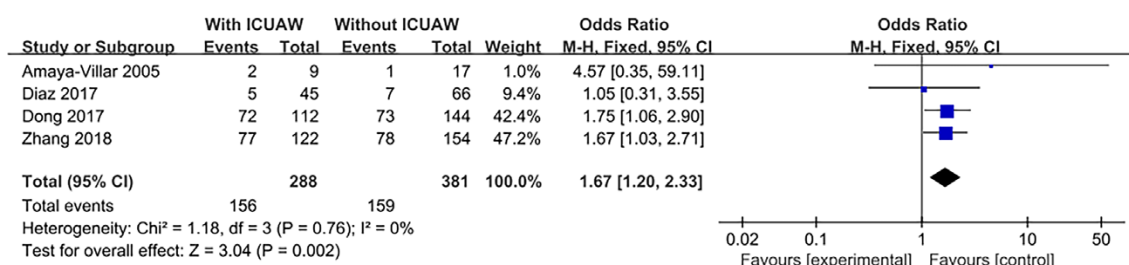 With ICUAW Without ICUAW Odds Ratio Odds Ratio
Study or Subgroup Events Total Events Total Weight M-H, Fixed, 95% CI M-H, Fixed, 95% CI
Amaya-Villar 2005 2 9 1 17 1.0% 4.57 [0.35, 59.11]
Diaz 2017 5 45 7 66 9.4% 1.05 [0.31, 3.55]
Dong 2017 72 112 73 144 42.4% 1.75 [1.06, 2.90]
Zhang 2018 77 122 78 154 47.2% 1.67 [1.03, 2.71]
Total (95% CI) 288 381 100.0% 1.67 [1.20, 2.33]
Total events 156 159
Heterogeneity: Chi² = 1.18, df = 3 (P = 0.76); I² = 0%
Test for overall effect: Z = 3.04 (P = 0.002)
0.02 0.1 1 10 50
Favours [experimental] Favours [control]